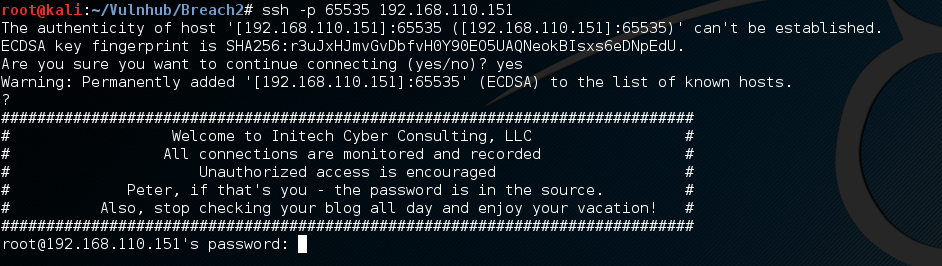 root@kali:~/Vulnhub/Breach2# ssh -p 65535 192.168.110.151
The authenticity of host '[192.168.110.151]:65535 ([192.168.110.151]:65535)' can't be established.
ECDSA key fingerprint is SHA256:r3uJxHJmvGvDbfvH0Y90EO5UAQNeokBIsxs6eDNpEdU.
Are you sure you want to continue connecting (yes/no)? yes
Warning: Permanently added '[192.168.110.151]:65535' (ECDSA) to the list of known hosts.
?
#############################################################################
# Welcome to Initech Cyber Consulting, LLC #
# All connections are monitored and recorded #
# Unauthorized access is encouraged #
# Peter, if that's you - the password is in the source. #
# Also, stop checking your blog all day and enjoy your vacation! #
#############################################################################
root@192.168.110.151's password: